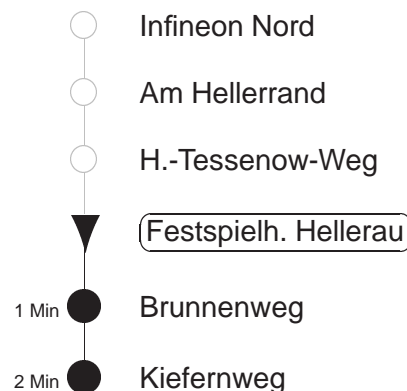 Infineon Nord
Am Hellerrand
H.-Tessenow-Weg
Festspielh. Hellerau
1 Min Brunnenweg
2 Min Kiefernweg